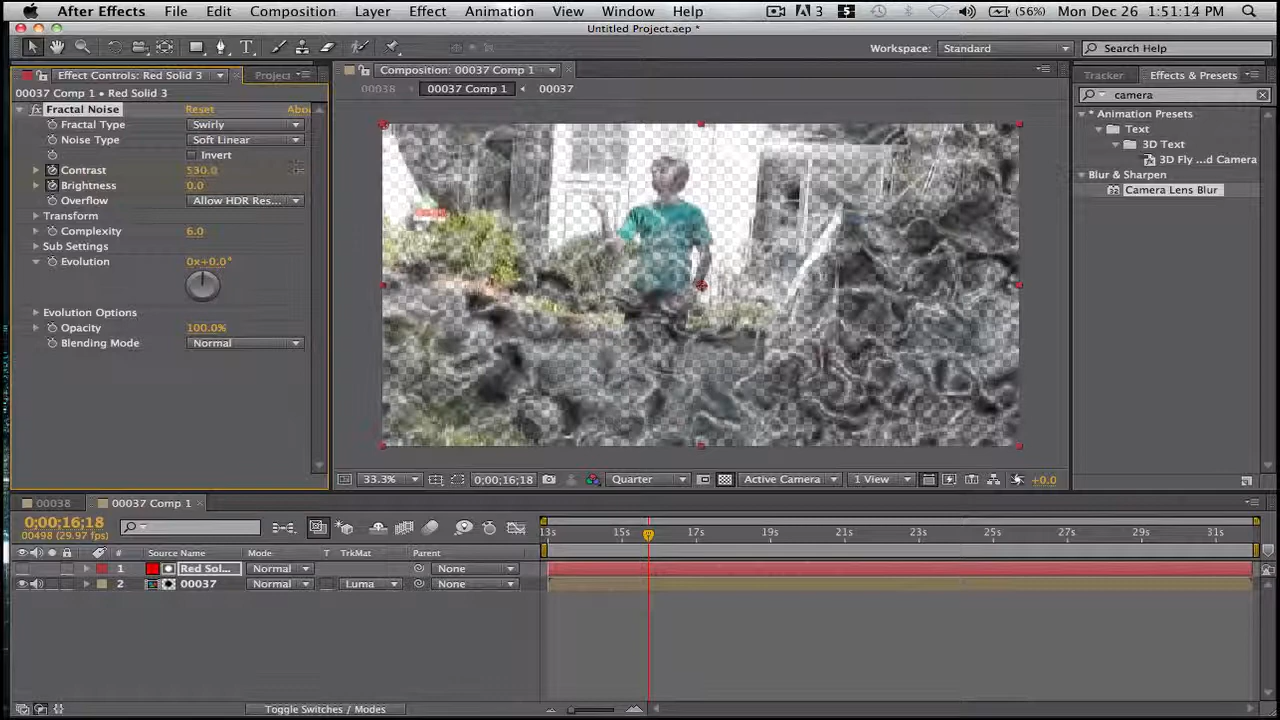 After Effects File Edit Composition Layer Effect Animation View Window Help 3 (56%) Mon Dec 26 1:51:14 PM
Untitled Project.aep *
Workspace: Standard Search Help
Effect Controls: Red Solid 3 Project Composition: 00037 Comp 1 Tracker Effects & Presets
00037 Comp 1 • Red Solid 3 00038 00037 Comp 1 00037 camera
fx Fractal Noise Reset Abo
Fractal Type Swirly
Noise Type Soft Linear
Invert
Contrast 530.0
Brightness 0.0
Overflow Allow HDR Res...
Transform
Complexity 6.0
Sub Settings
Evolution 0x+0.0°
Evolution Options
Opacity 100.0%
Blending Mode Normal
* Animation Presets
Text
3D Text
3D Fly ...d Camera
Blur & Sharpen
Camera Lens Blur
33.3% 0;00;16;18 Quarter Active Camera 1 View +0.0
00038 00037 Comp 1
0;00;16;18
00498 (29.97 fps)
13s 15s 17s 19s 21s 23s 25s 27s 29s 31s
# Source Name Mode T TrkMat Parent
1 Red Sol... Normal None
2 00037 Normal Luma None
Toggle Switches / Modes